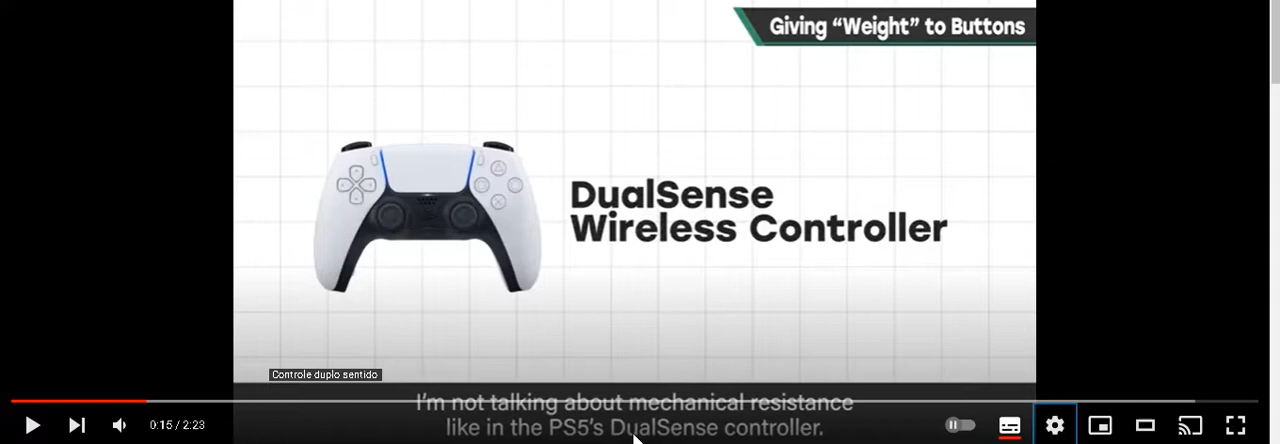 Giving “Weight” to Buttons
DualSense
Wireless Controller
Controle duplo sentido
I'm not talking about mechanical resistance
like in the PS5's DualSense controller.
0:15 / 2:23